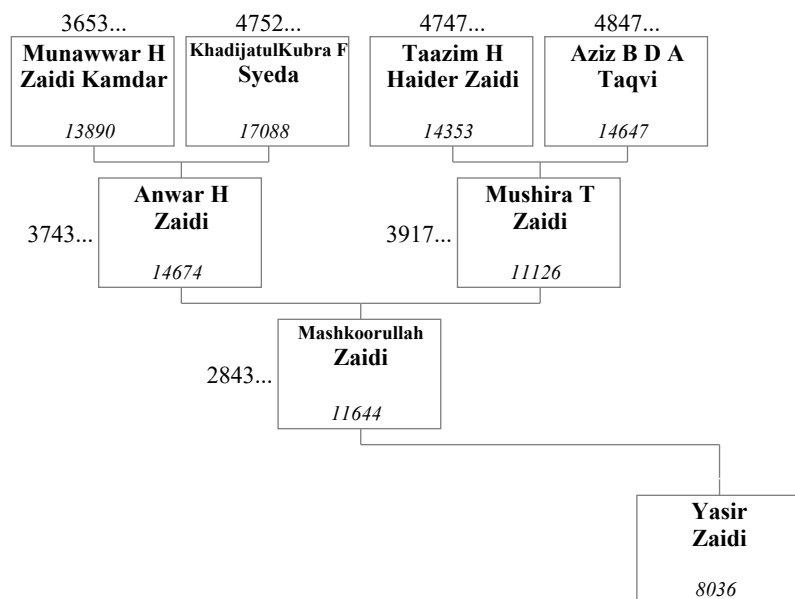 3653...
4752...
4747...
4847...
Munawwar H
Zaidi Kamdar
13890
KhadijatulKubra F
Syeda
17088
Taazim H
Haider Zaidi
14353
Aziz B D A
Taqvi
14647
3743...
Anwar H
Zaidi
14674
3917...
Mushira T
Zaidi
11126
2843...
Mashkoorullah
Zaidi
11644
Yasir
Zaidi
8036